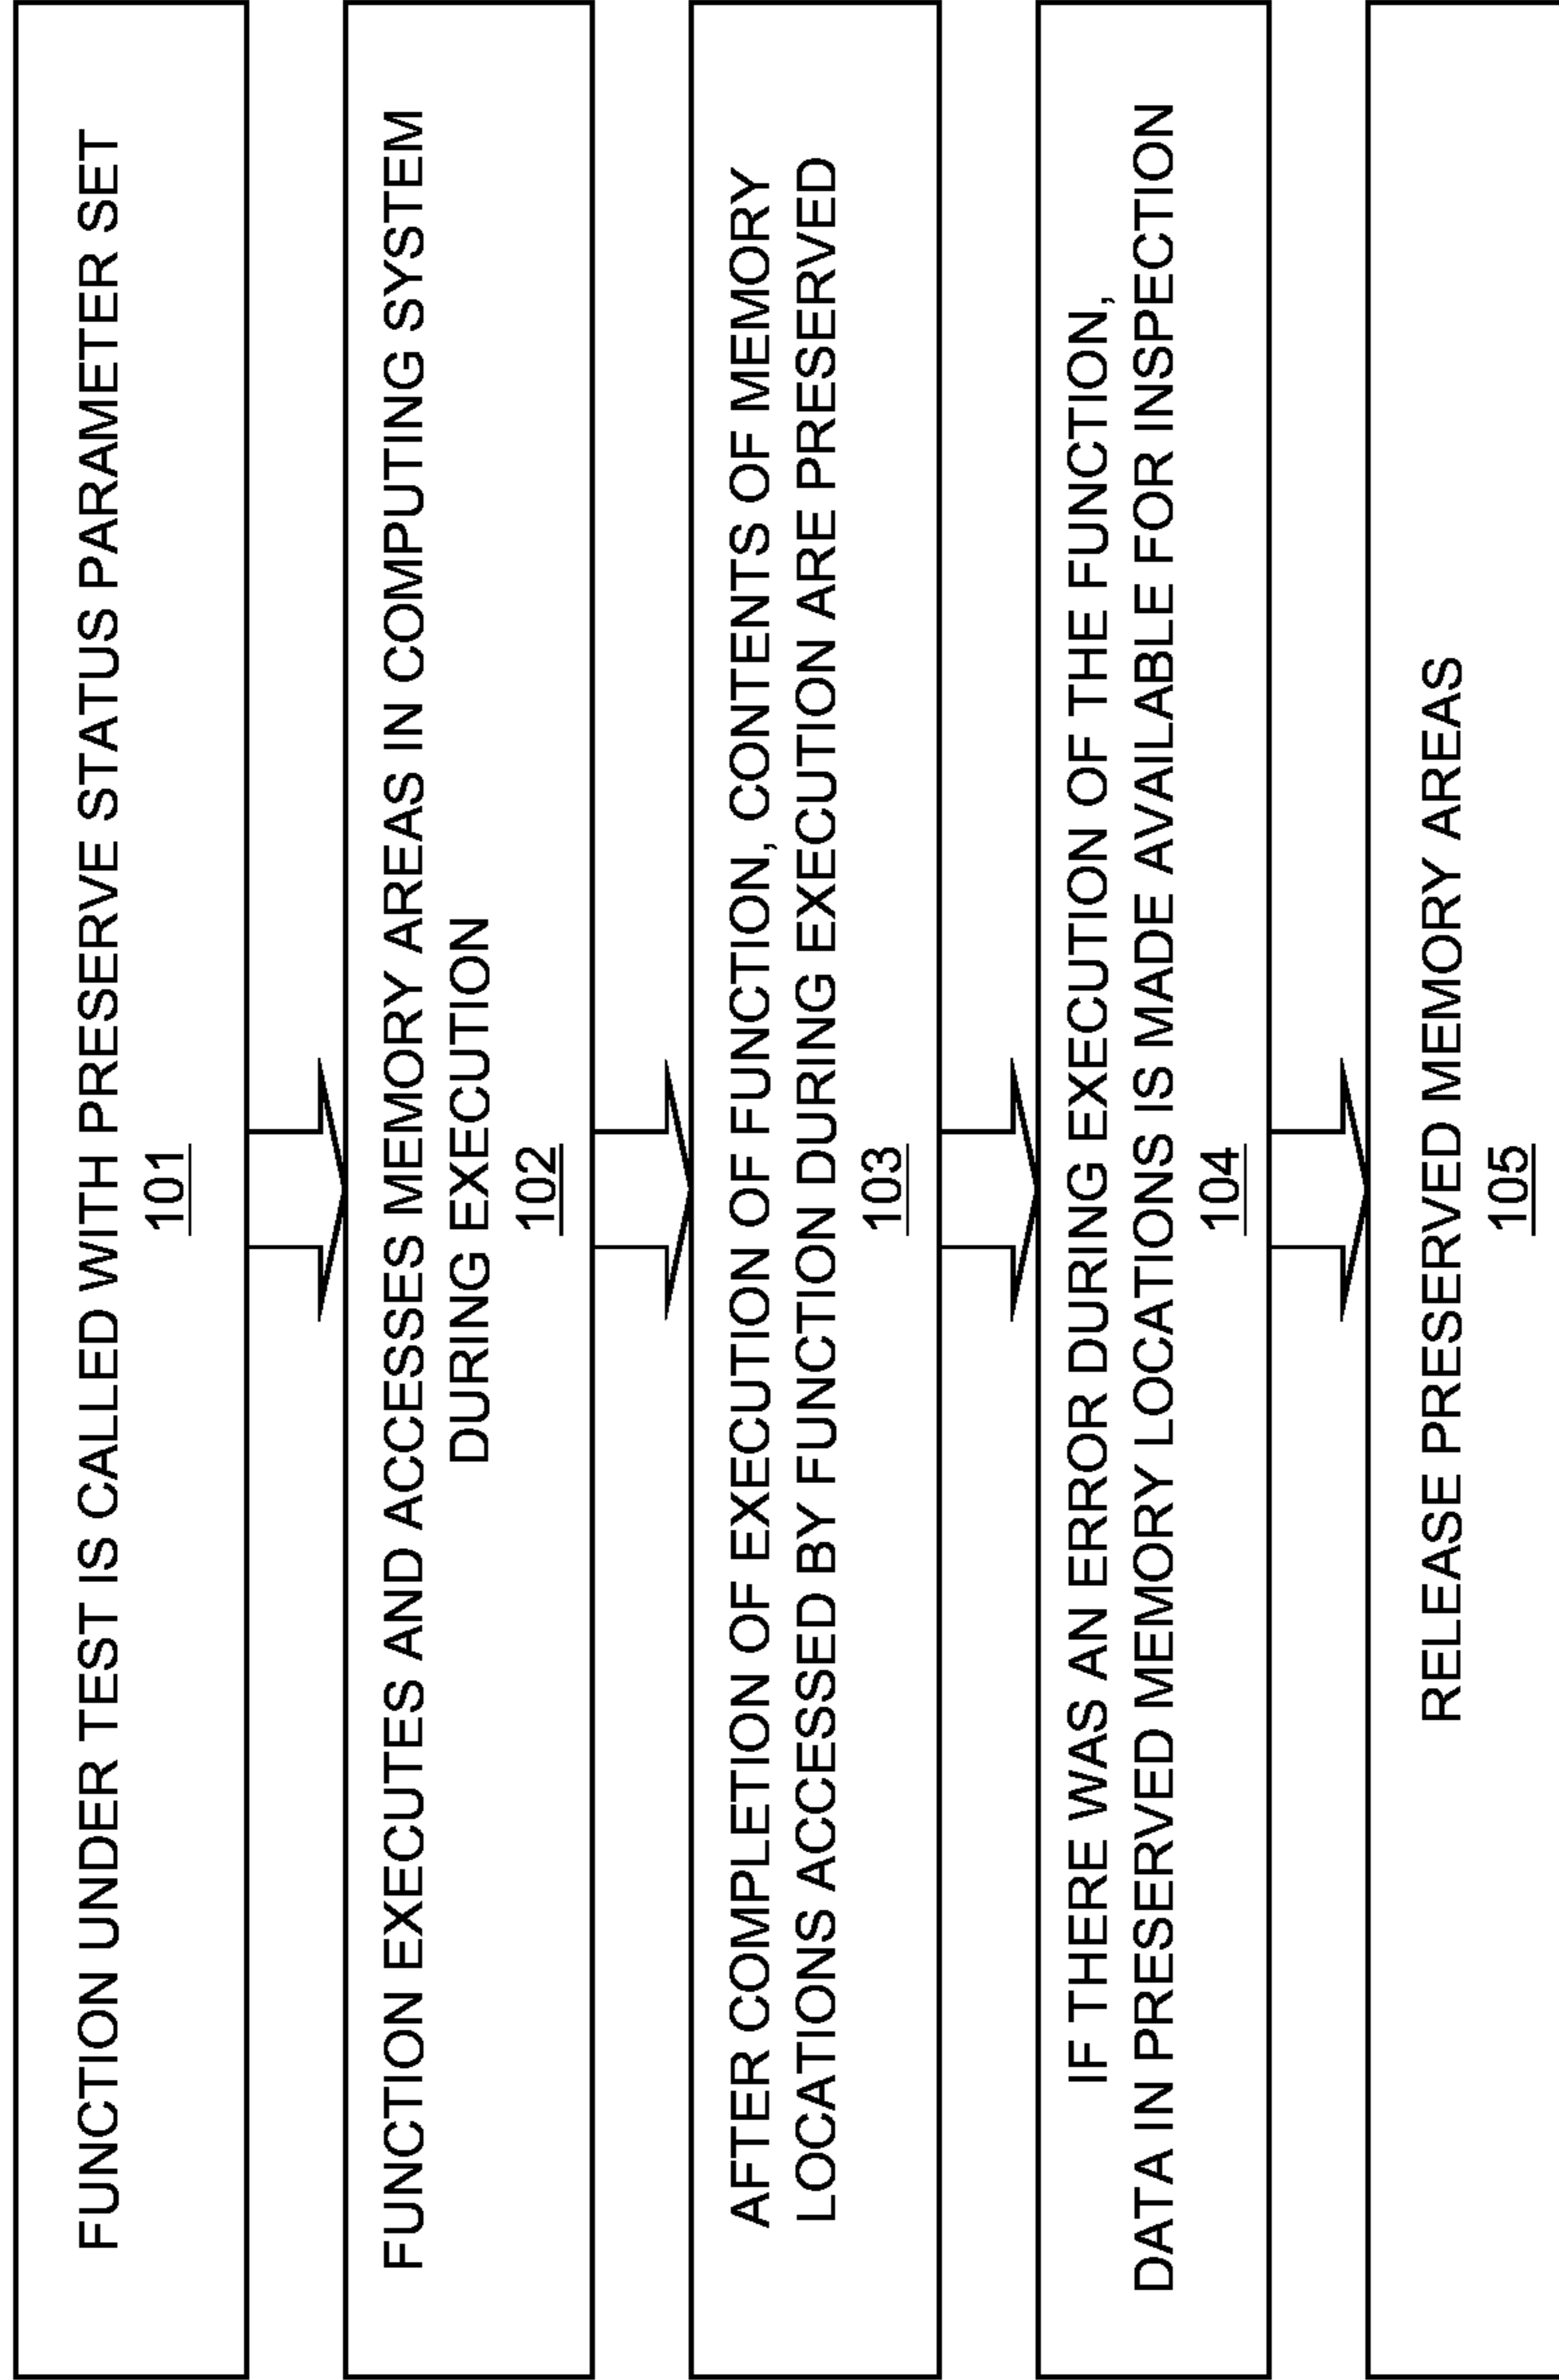 FUNCTION UNDER TEST IS CALLED WITH PRESERVE STATUS PARAMETER SET
101
FUNCTION EXECUTES AND ACCESSES MEMORY AREAS IN COMPUTING SYSTEM
DURING EXECUTION
102
AFTER COMPLETION OF EXECUTION OF FUNCTION, CONTENTS OF MEMORY
LOCATIONS ACCESSED BY FUNCTION DURING EXECUTION ARE PRESERVED
103
IF THERE WAS AN ERROR DURING EXECUTION OF THE FUNCTION,
DATA IN PRESERVED MEMORY LOCATIONS IS MADE AVAILABLE FOR INSPECTION
104
RELEASE PRESERVED MEMORY AREAS
105